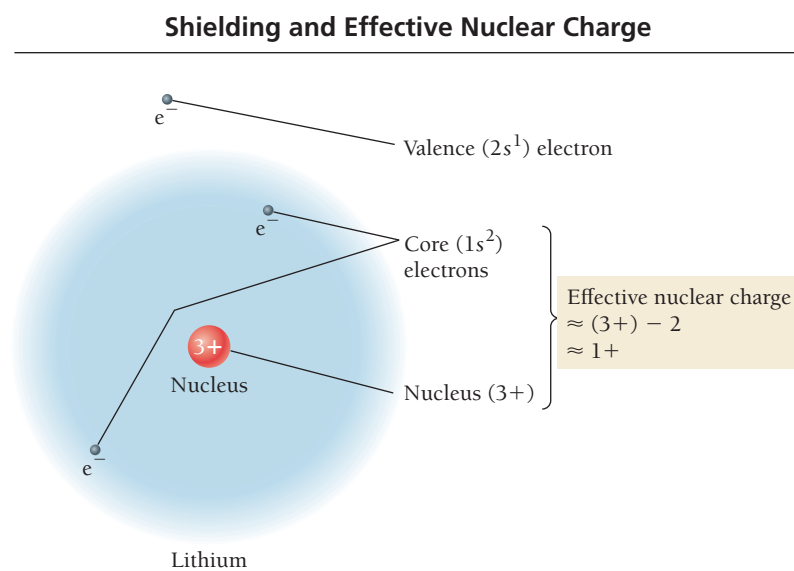 Shielding and Effective Nuclear Charge
e⁻
Valence (2s¹) electron
e⁻
Core (1s²)
electrons
Effective nuclear charge
≈ (3+) − 2
≈ 1+
3+
Nucleus
Nucleus (3+)
e⁻
Lithium